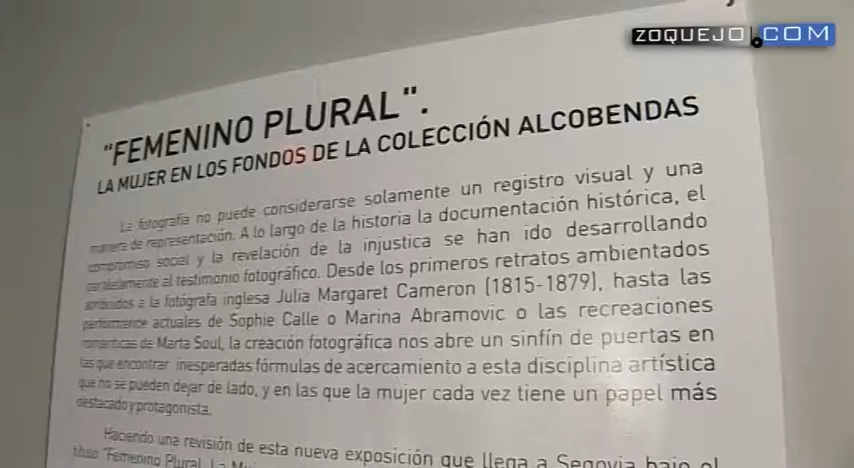 ZOQUEJO.COM
"FEMENINO PLURAL".
LA MUJER EN LOS FONDOS DE LA COLECCIÓN ALCOBENDAS
La fotografía no puede considerarse solamente un registro visual y una
manera de representación. A lo largo de la historia la documentación histórica, el
compromiso social y la revelación de la injustica se han ido desarrollando
paralelamente al testimonio fotográfico. Desde los primeros retratos ambientados
atribuidos a la fotógrafa inglesa Julia Margaret Cameron (1815-1879), hasta las
performance actuales de Sophie Calle o Marina Abramovic o las recreaciones
románticas de Marta Soul, la creación fotográfica nos abre un sinfín de puertas en
las que encontrar inesperadas fórmulas de acercamiento a esta disciplina artística
que no se pueden dejar de lado, y en las que la mujer cada vez tiene un papel más
destacado y protagonista.
Haciendo una revisión de esta nueva exposición que llega a Segovia bajo el
título "Femenino Plural. La